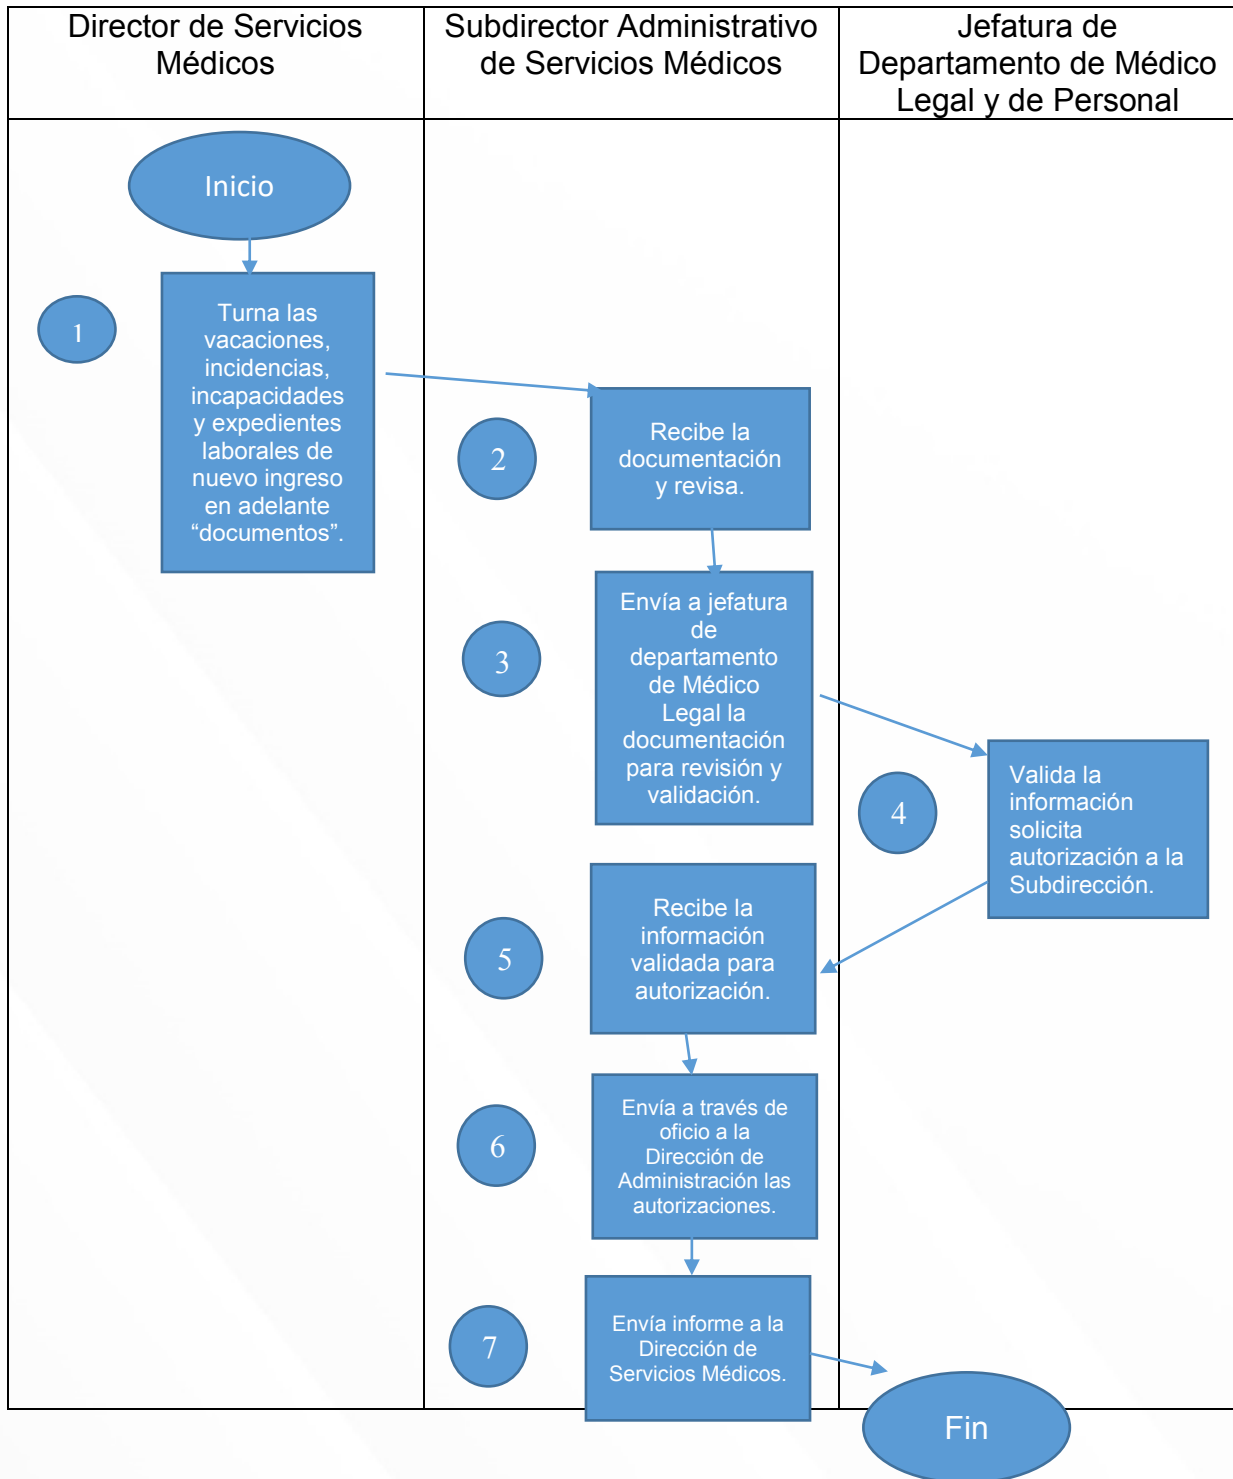 Director de Servicios
Médicos
Subdirector Administrativo
de Servicios Médicos
Jefatura de
Departamento de Médico
Legal y de Personal
Inicio
1
Turna las
vacaciones,
incidencias,
incapacidades
y expedientes
laborales de
nuevo ingreso
en adelante
“documentos”.
2
Recibe la
documentación
y revisa.
3
Envía a jefatura
de
departamento
de Médico
Legal la
documentación
para revisión y
validación.
4
Valida la
información
solicita
autorización a la
Subdirección.
5
Recibe la
información
validada para
autorización.
6
Envía a través de
oficio a la
Dirección de
Administración las
autorizaciones.
7
Envía informe a la
Dirección de
Servicios Médicos.
Fin